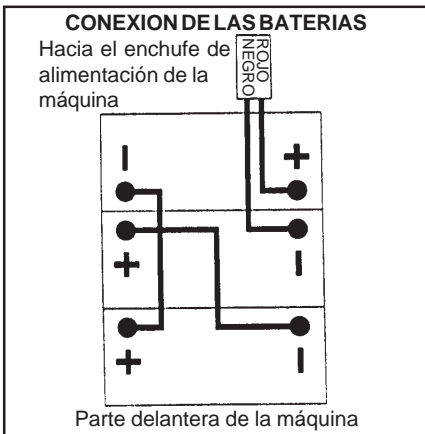 CONEXION DE LAS BATERIAS
Hacia el enchufe de
alimentación de la
máquina
ROJO
NEGRO
– +
+ –
+ –
Parte delantera de la máquina